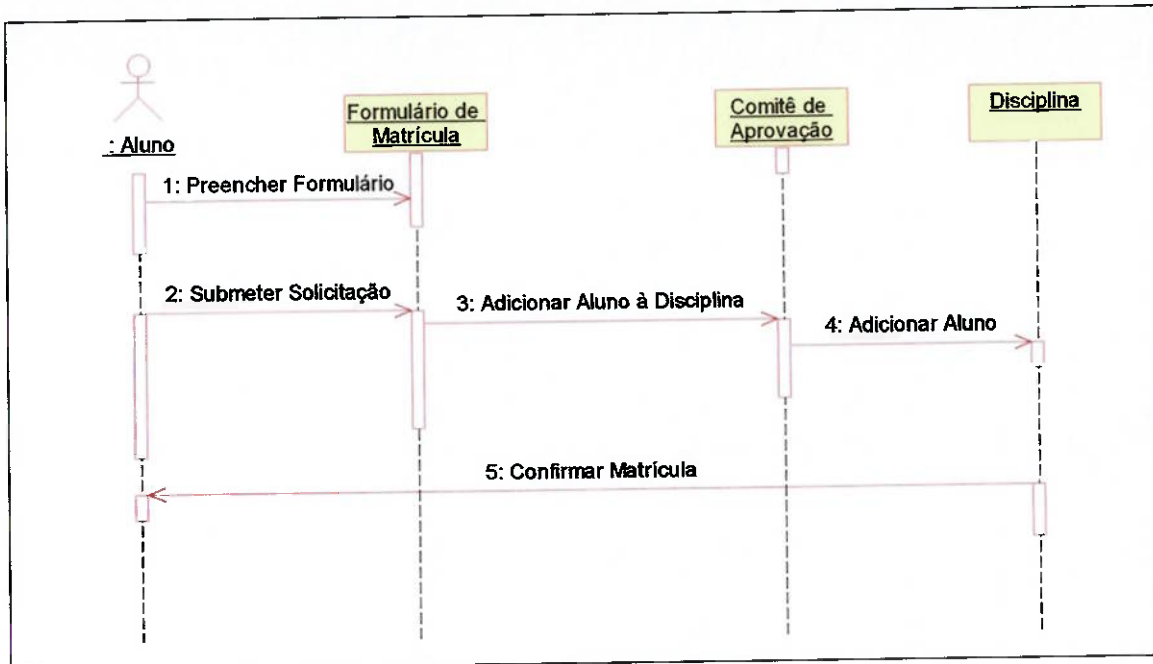 : Aluno
Formulário de
Matrícula
Comitê de
Aprovação
Disciplina
1: Preencher Formulário
2: Submeter Solicitação
3: Adicionar Aluno à Disciplina
4: Adicionar Aluno
5: Confirmar Matrícula